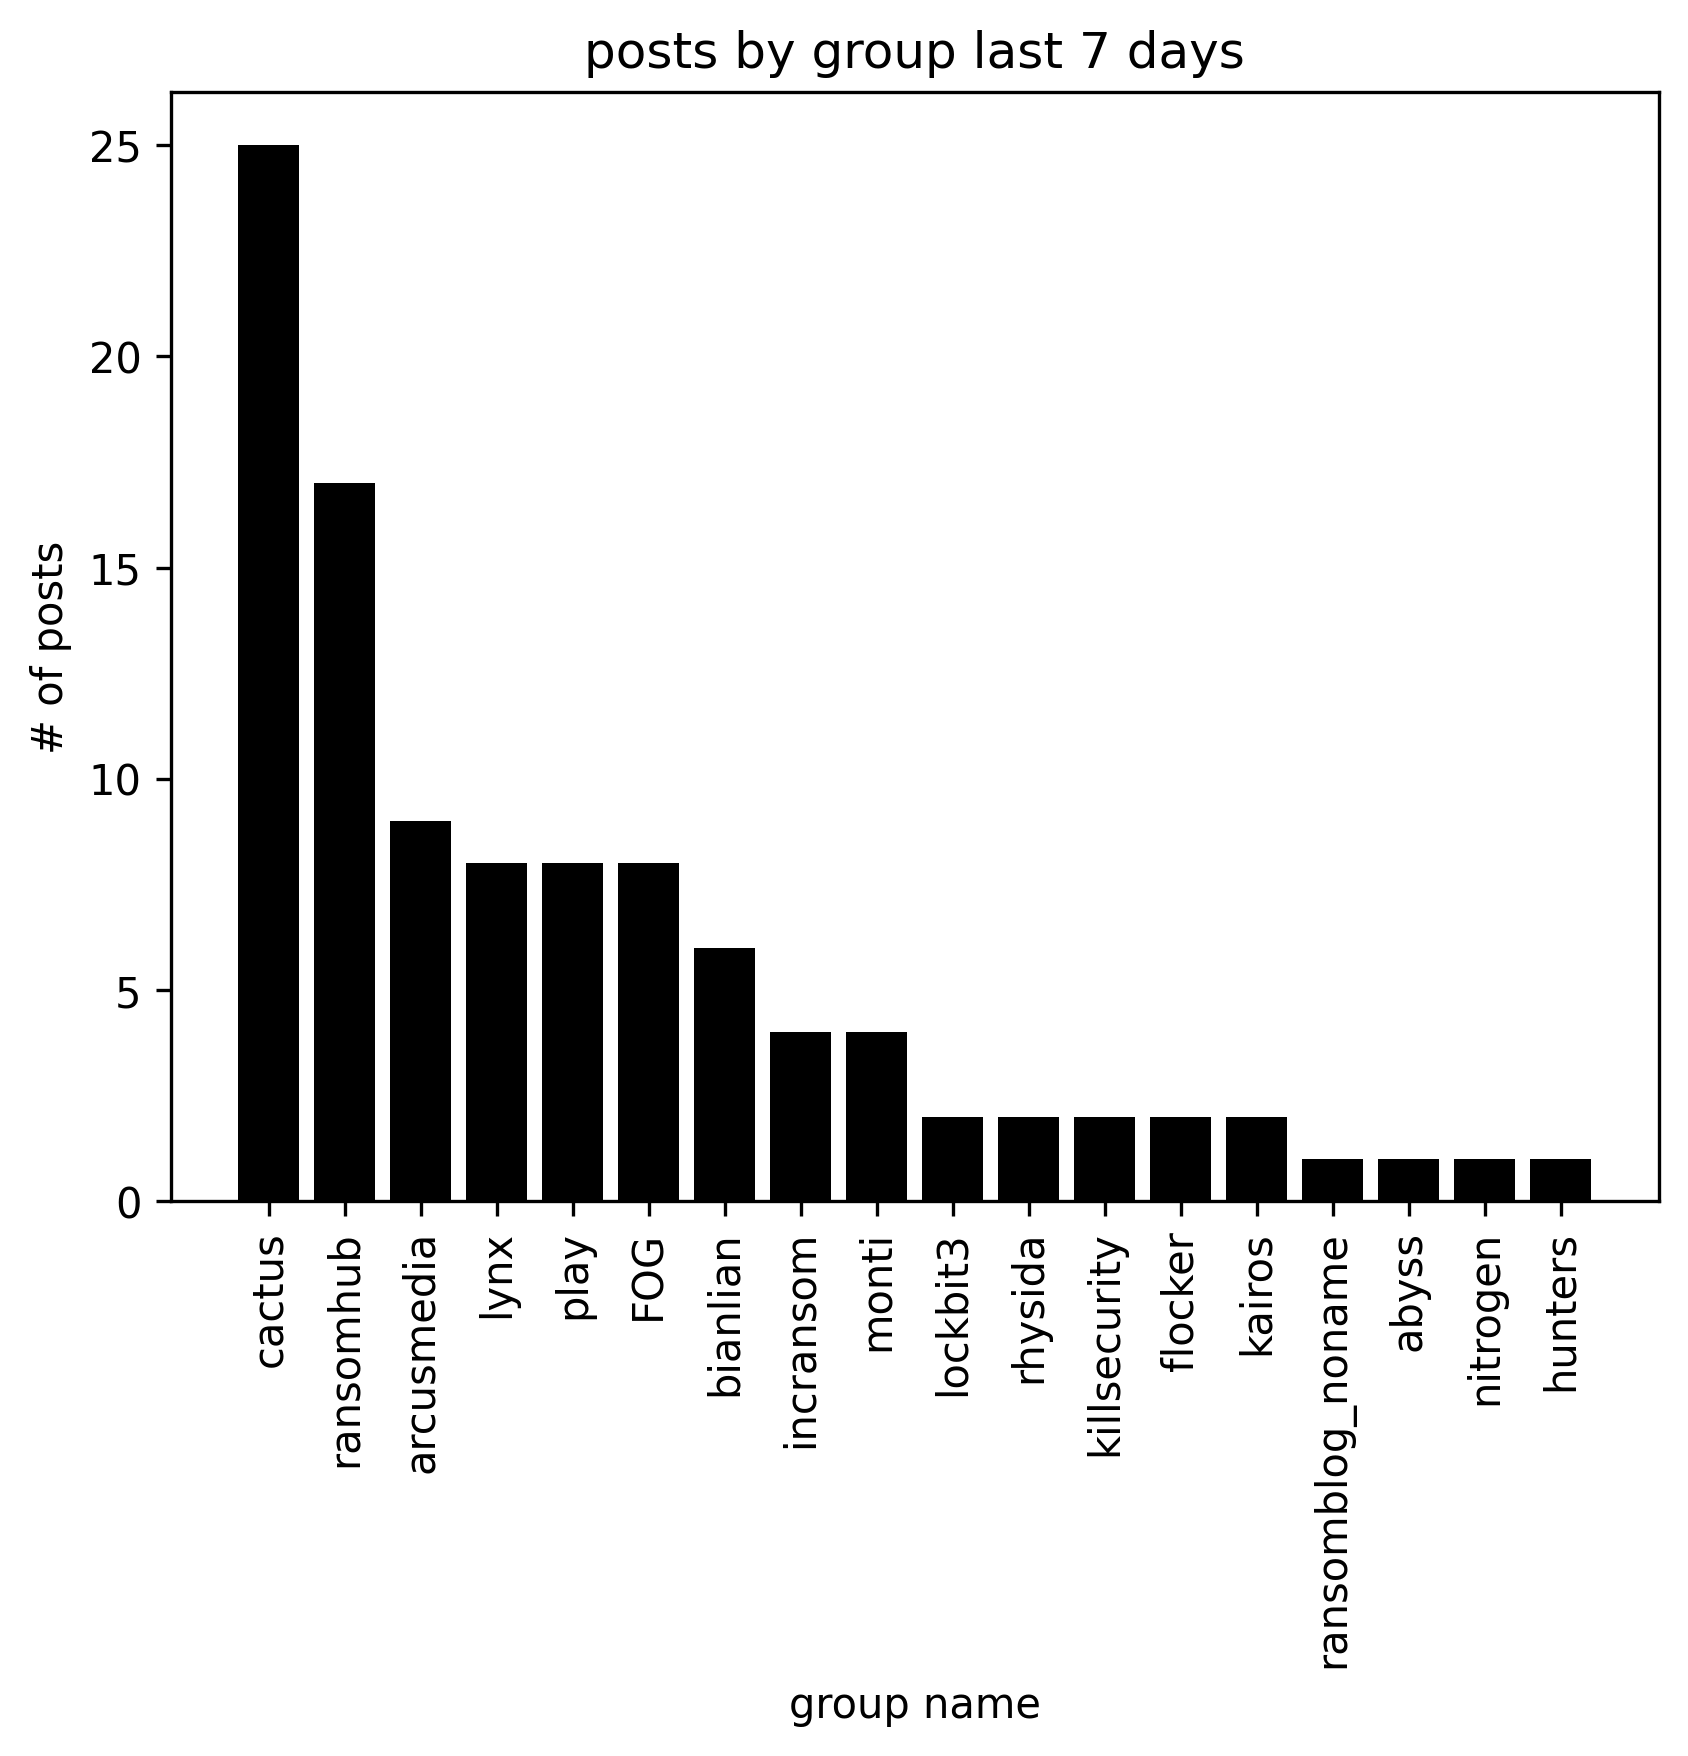 posts by group last 7 days
# of posts
25
20
15
10
5
0
cactus
ransomhub
arcusmedia
lynx
play
FOG
bianlian
incransom
monti
lockbit3
rhysida
killsecurity
flocker
kairos
ransomblog_noname
abyss
nitrogen
hunters
group name